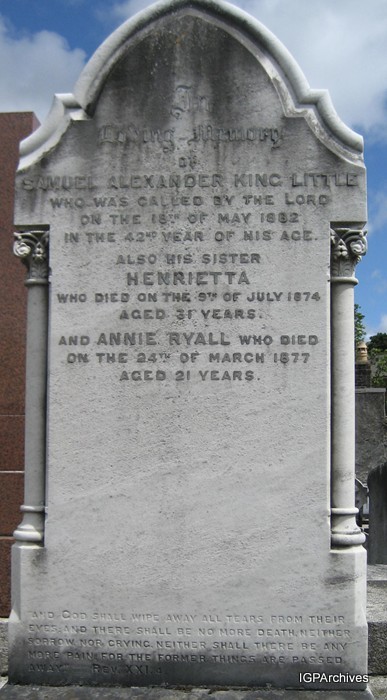 In
Loving Memory
OF
SAMUEL ALEXANDER KING LITTLE
WHO WAS CALLED BY THE LORD
ON THE 18TH OF MAY 1882
IN THE 42ND YEAR OF HIS AGE.
ALSO HIS SISTER
HENRIETTA
WHO DIED ON THE 9TH OF JULY 1874
AGED 31 YEARS.
AND ANNIE RYALL WHO DIED
ON THE 24TH OF MARCH 1877
AGED 21 YEARS.
AND GOD SHALL WIPE AWAY ALL TEARS FROM THEIR
EYES, AND THERE SHALL BE NO MORE DEATH, NEITHER
SORROW NOR CRYING, NEITHER SHALL THERE BE ANY
MORE PAIN, FOR THE FORMER THINGS ARE PASSED
AWAY REV. XXI.
IGPArchives